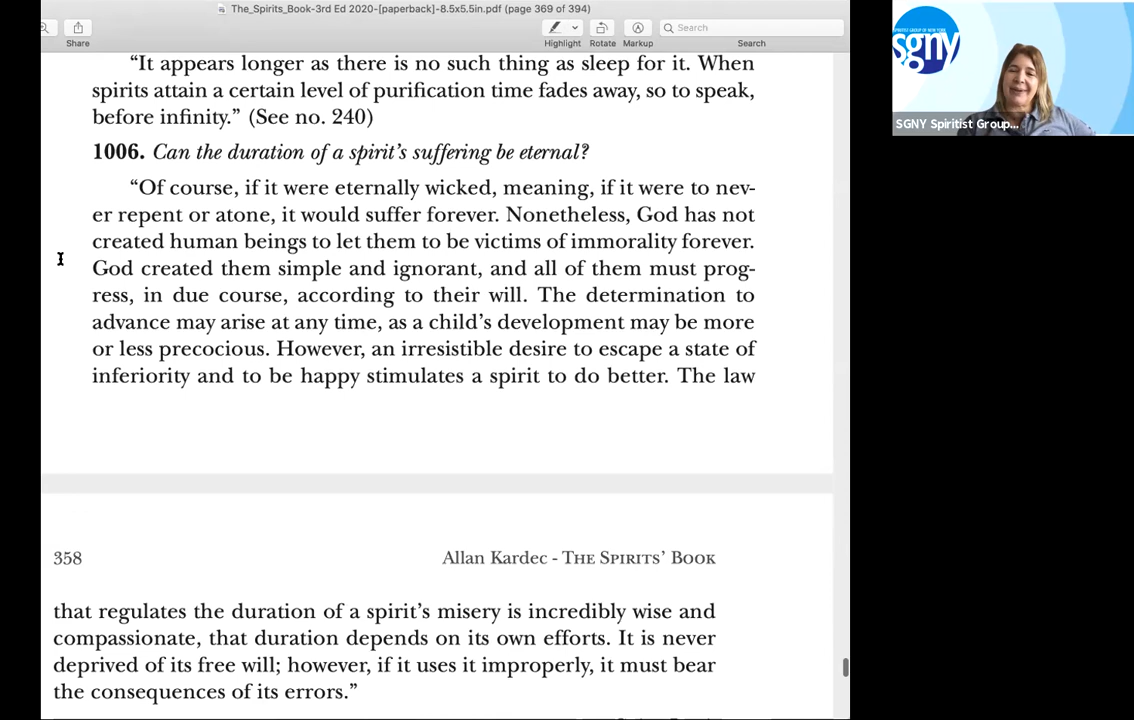 The_Spirits_Book-3rd Ed 2020-[paperback]-8.5x5.5in.pdf (page 369 of 394)
Search
Share
Highlight
Rotate
Markup
Search
“It appears longer as there is no such thing as sleep for it. When
spirits attain a certain level of purification time fades away, so to speak,
before infinity.” (See no. 240)
1006. Can the duration of a spirit’s suffering be eternal?
“Of course, if it were eternally wicked, meaning, if it were to nev-
er repent or atone, it would suffer forever. Nonetheless, God has not
created human beings to let them to be victims of immorality forever.
God created them simple and ignorant, and all of them must prog-
ress, in due course, according to their will. The determination to
advance may arise at any time, as a child’s development may be more
or less precocious. However, an irresistible desire to escape a state of
inferiority and to be happy stimulates a spirit to do better. The law
358
Allan Kardec - The Spirits’ Book
that regulates the duration of a spirit’s misery is incredibly wise and
compassionate, that duration depends on its own efforts. It is never
deprived of its free will; however, if it uses it improperly, it must bear
the consequences of its errors.”
sgny
SGNY Spiritist Group...